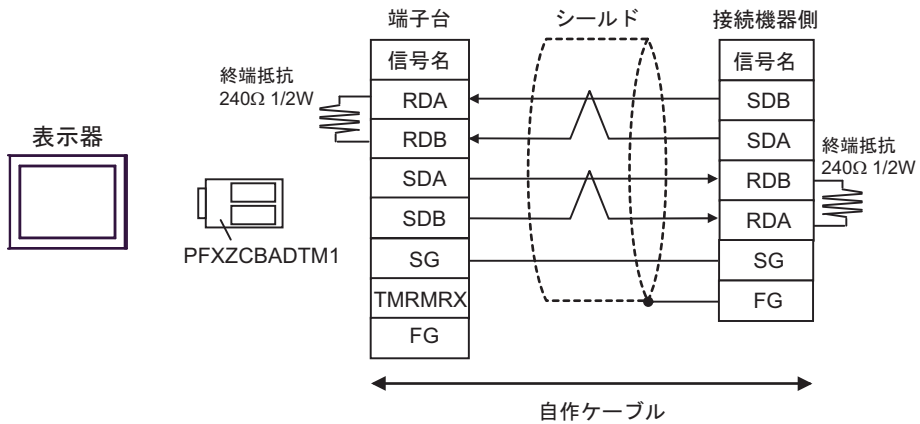 端子台
シールド
接続機器側
信号名
信号名
終端抵抗
240Ω 1/2W
RDA
SDB
RDB
SDA
終端抵抗
240Ω 1/2W
表示器
SDA
RDB
SDB
RDA
PFXZCBADTM1
SG
SG
TMRMRX
FG
FG
自作ケーブル